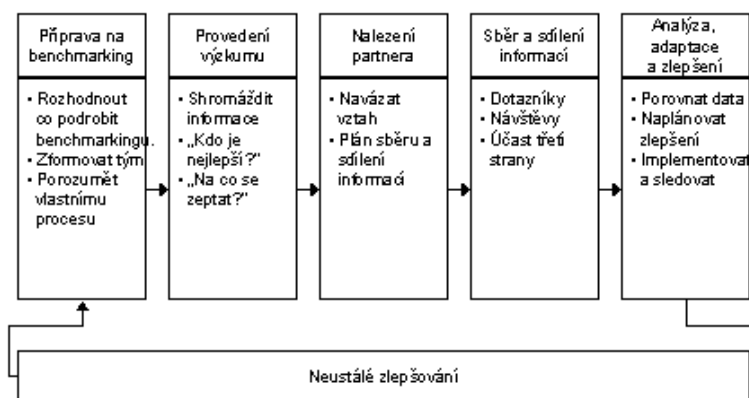 Příprava na
benchmarking
• Rozhodnout
co podrobit
benchmarkingu.
• Zformovat tým
• Porozumět
vlastnímu
procesu
Provedení
výzkumu
• Shromáždit
informace
• „Kdo je
nejlepší?"
• „Na co se
zeptat?"
Nalezení
partnera
• Navázat
vztah
• Plán sběru a
sdílení
informací
Sběr a sdílení
informací
• Dotazníky
• Návštěvy
• Účast třetí
strany
Analýza,
adaptace
a zlepšení
• Porovnat data
• Naplánovat
zlepšení
• Implementovat
a sledovat
Neustálé zlepšování